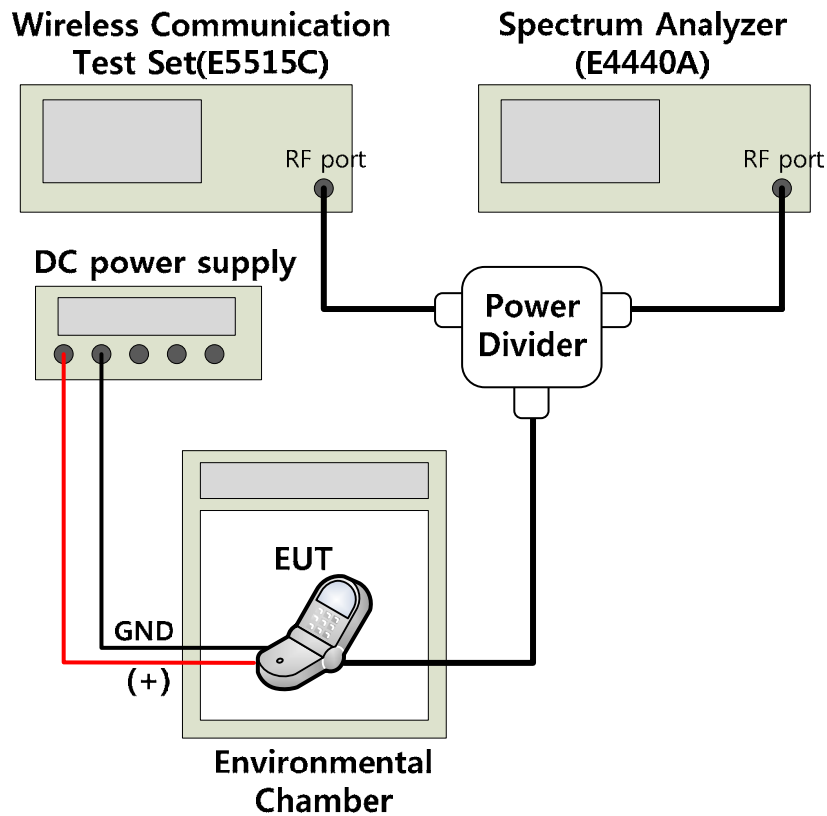 Wireless Communication
Test Set(E5515C)
Spectrum Analyzer
(E4440A)
RF port
RF port
DC power supply
Power
Divider
EUT
GND
(+)
Environmental
Chamber